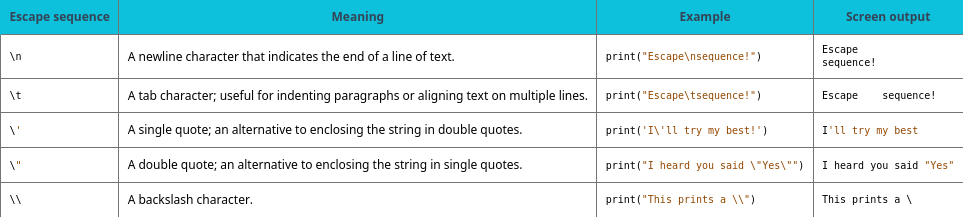 Escape sequence Meaning Example Screen output
\n A newline character that indicates the end of a line of text. print("Escape\nsequence!") Escape
sequence!
\t A tab character; useful for indenting paragraphs or aligning text on multiple lines. print("Escape\tsequence!") Escape    sequence!
\' A single quote; an alternative to enclosing the string in double quotes. print('I\'ll try my best!') I'll try my best
\" A double quote; an alternative to enclosing the string in single quotes. print("I heard you said \"Yes\"") I heard you said "Yes"
\\ A backslash character. print("This prints a \\") This prints a \